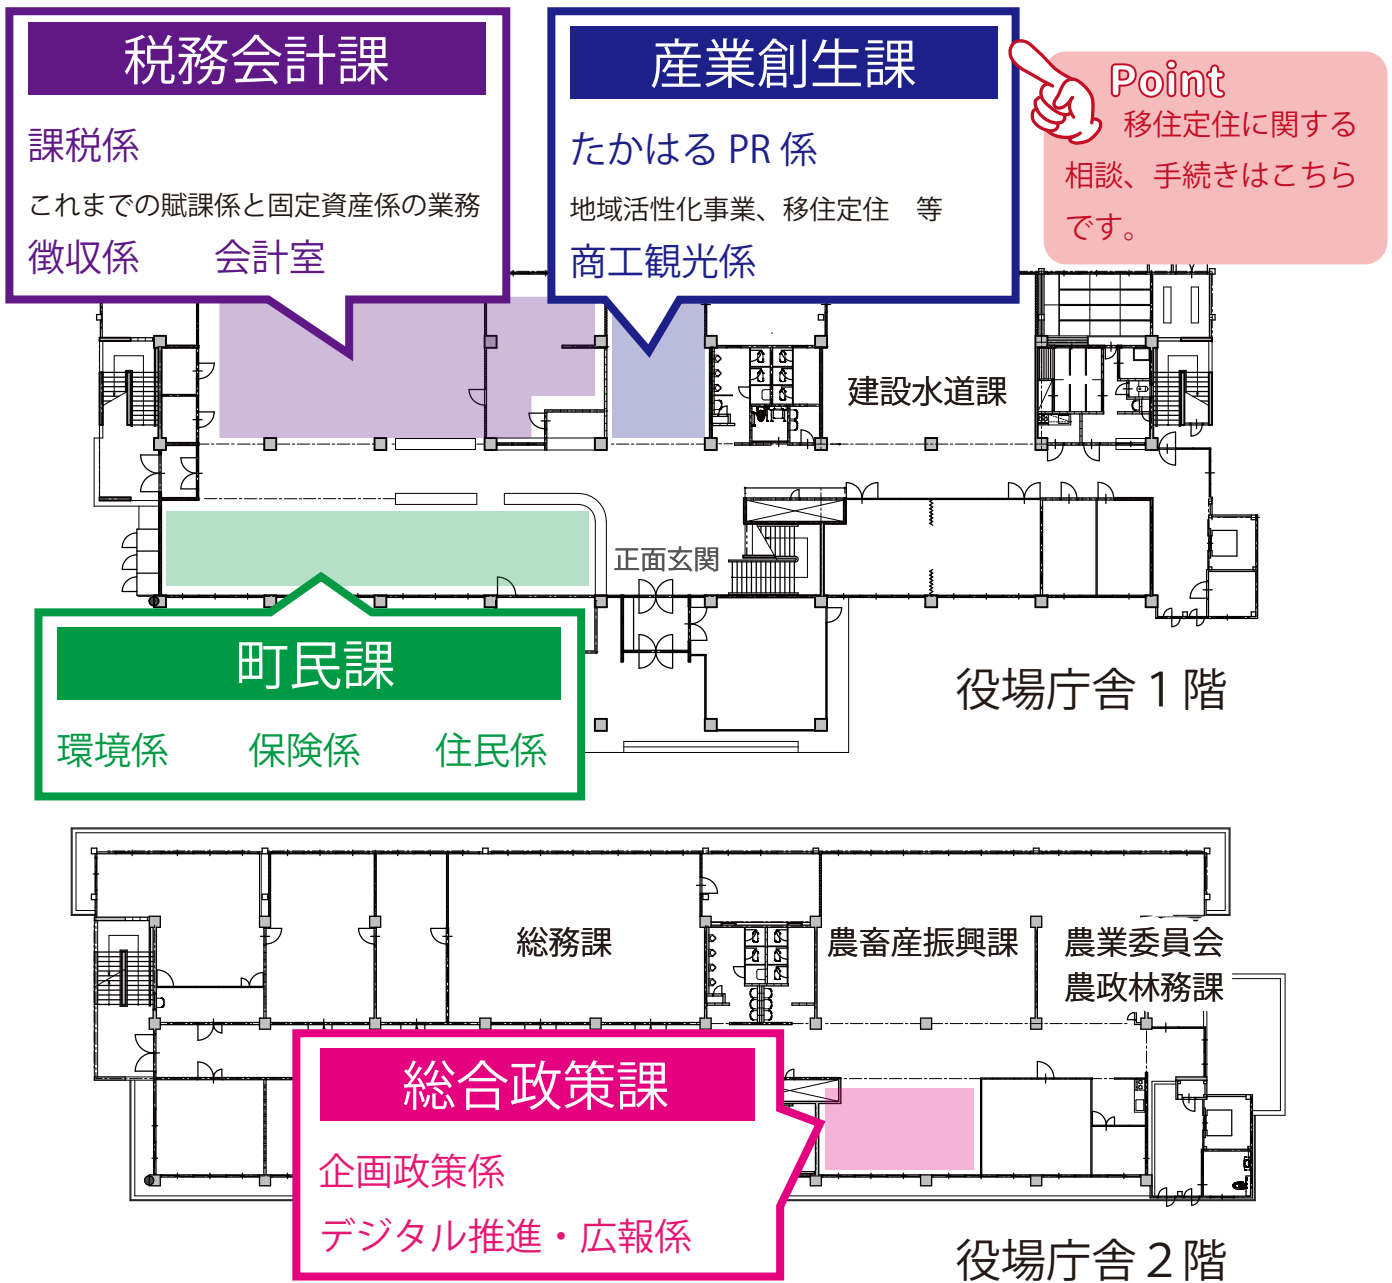 税務会計課
課税係
これまでの賦課係と固定資産係の業務
徴収係　　会計室
産業創生課
たかはる PR 係
地域活性化事業、移住定住　等
商工観光係
Point
移住定住に関する
相談、手続きはこちら
です。
建設水道課
正面玄関
町民課
環境係　　保険係　　住民係
役場庁舎 1 階
総務課
農畜産振興課
農業委員会
農政林務課
総合政策課
企画政策係
デジタル推進・広報係
役場庁舎 2 階